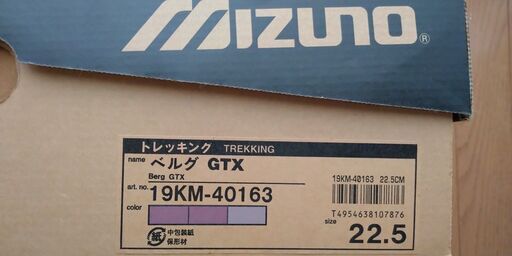 MIZUNO®
トレッキング TREKKING
name ベルグ GTX
Berg GTX
art. no. 19KM-40163
19KM-40163 22.5CM
color
T4954638107876
紙 中包装紙
保形材
size 22.5